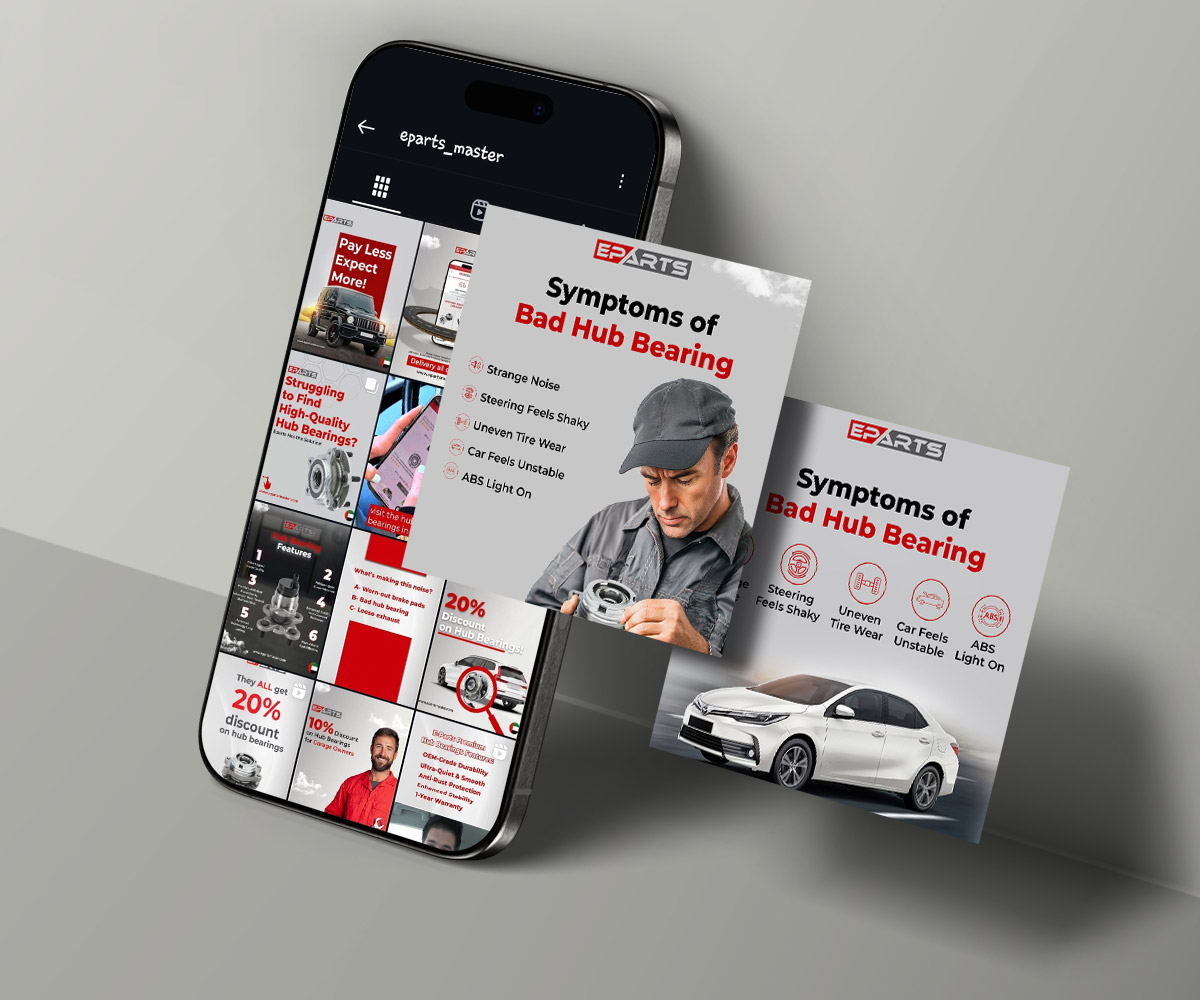 eparts_master
EPARTS
Pay Less
Expect
More!
EPAR
Delivery all
EPARTS
Struggling
to Find
High-Quality
Hub Bearings?
visit the hu
bearings in
EPARTS
Hub Bearing
Features
1
2
3
4
5
6
What's making this noise?
A- Worn-out brake pads
B- Bad hub bearing
C- Loose exhaust
20%
Discount
on Hub Bearings!
They ALL get
20%
discount
on hub bearings
EPARTS
10% Discount
on Hub Bearings
for Garage Owners
E-Parts Premium
Hub Bearings Features:
OEM-Grade Durability
Ultra-Quiet & Smooth
Anti-Rust Protection
Enhanced Stability
1-Year Warranty
EPARTS
Symptoms of
Bad Hub Bearing
Strange Noise
Steering Feels Shaky
Uneven Tire Wear
Car Feels Unstable
ABS Light On
EPARTS
Symptoms of
Bad Hub Bearing
Steering
Feels Shaky
Uneven
Tire Wear
Car Feels
Unstable
ABS
ABS
Light On